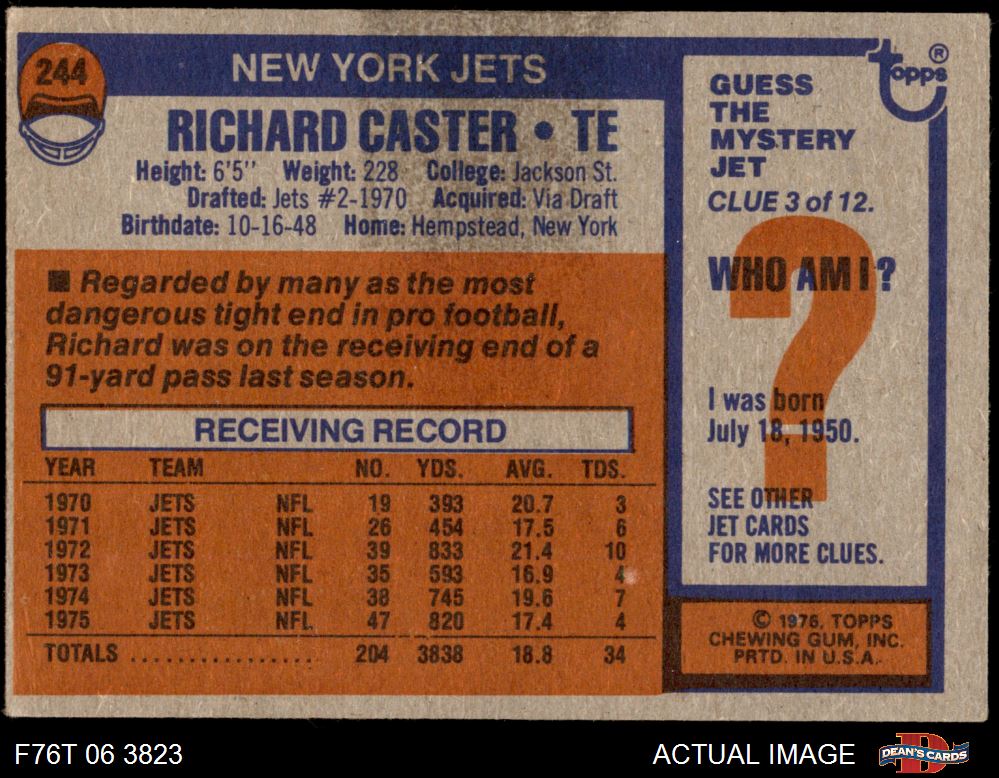 244
NEW YORK JETS
RICHARD CASTER • TE
Height: 6'5" Weight: 228 College: Jackson St.
Drafted: Jets #2-1970 Acquired: Via Draft
Birthdate: 10-16-48 Home: Hempstead, New York
■ Regarded by many as the most
dangerous tight end in pro football,
Richard was on the receiving end of a
91-yard pass last season.
RECEIVING RECORD
YEAR TEAM NO. YDS. AVG. TDS.
1970 JETS NFL 19 393 20.7 3
1971 JETS NFL 26 454 17.5 6
1972 JETS NFL 39 833 21.4 10
1973 JETS NFL 35 593 16.9 4
1974 JETS NFL 38 745 19.6 7
1975 JETS NFL 47 820 17.4 4
TOTALS .................. 204 3838 18.8 34
topps ®
GUESS
THE
MYSTERY
JET
CLUE 3 of 12.
?
WHO AM I?
I was born
July 18, 1950.
SEE OTHER
JET CARDS
FOR MORE CLUES.
© 1976, TOPPS
CHEWING GUM, INC.
PRTD. IN U.S.A.
F76T 06 3823
ACTUAL IMAGE
D
DEAN'S CARDS